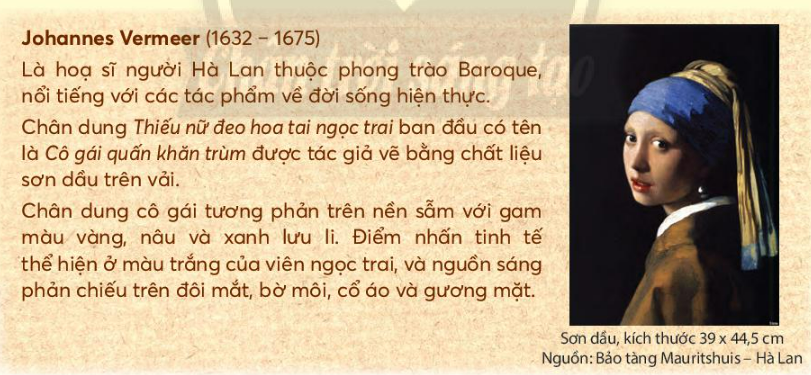 Johannes Vermeer (1632 – 1675)
Là hoạ sĩ người Hà Lan thuộc phong trào Baroque,
nổi tiếng với các tác phẩm về đời sống hiện thực.
Chân dung Thiếu nữ đeo hoa tai ngọc trai ban đầu có tên
là Cô gái quấn khăn trùm được tác giả vẽ bằng chất liệu
sơn dầu trên vải.
Chân dung cô gái tương phản trên nền sẫm với gam
màu vàng, nâu và xanh lưu li. Điểm nhấn tinh tế
thể hiện ở màu trắng của viên ngọc trai, và nguồn sáng
phản chiếu trên đôi mắt, bờ môi, cổ áo và gương mặt.
Sơn dầu, kích thước 39 x 44,5 cm
Nguồn: Bảo tàng Mauritshuis – Hà Lan